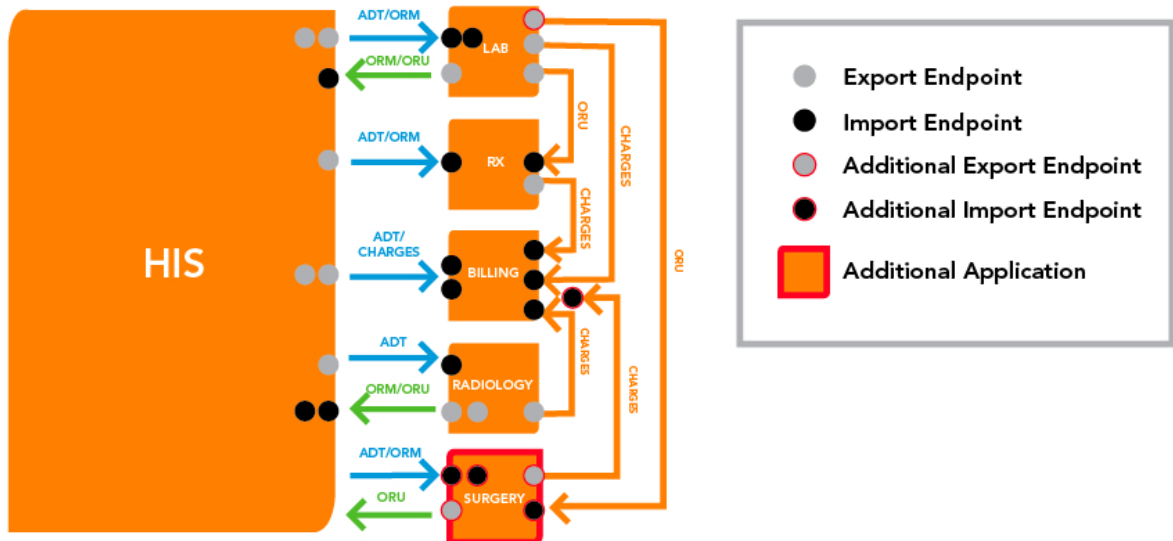 HIS
ADT/ORM
LAB
ORM/ORU
ORU
CHARGES
ADT/ORM
RX
CHARGES
ORU
ADT/
CHARGES
BILLING
ADT
CHARGES
CHARGES
RADIOLOGY
ORM/ORU
ADT/ORM
SURGERY
ORU
Export Endpoint
Import Endpoint
Additional Export Endpoint
Additional Import Endpoint
Additional Application